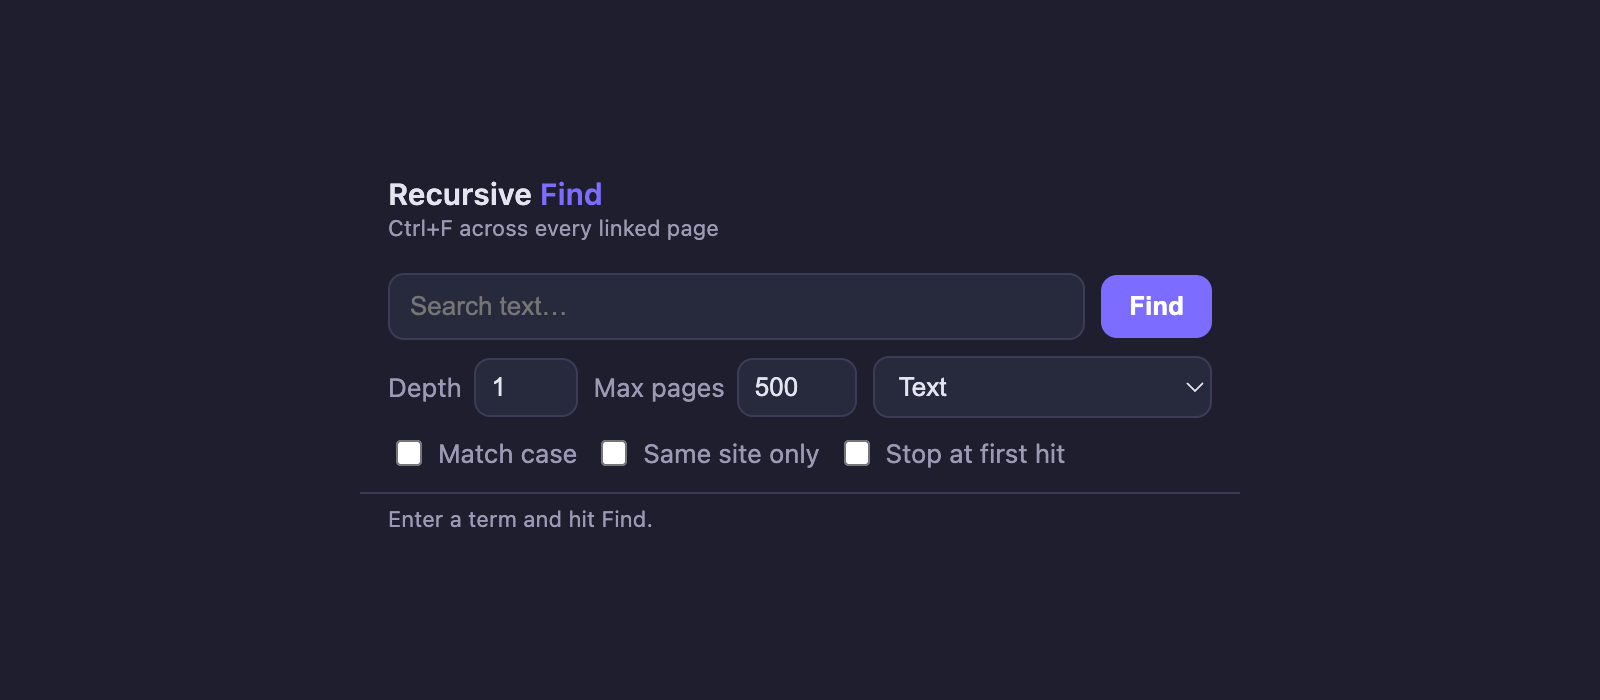 Recursive Find
Ctrl+F across every linked page
Search text...
Find
Depth 1 Max pages 500 Text
Match case Same site only Stop at first hit
Enter a term and hit Find.